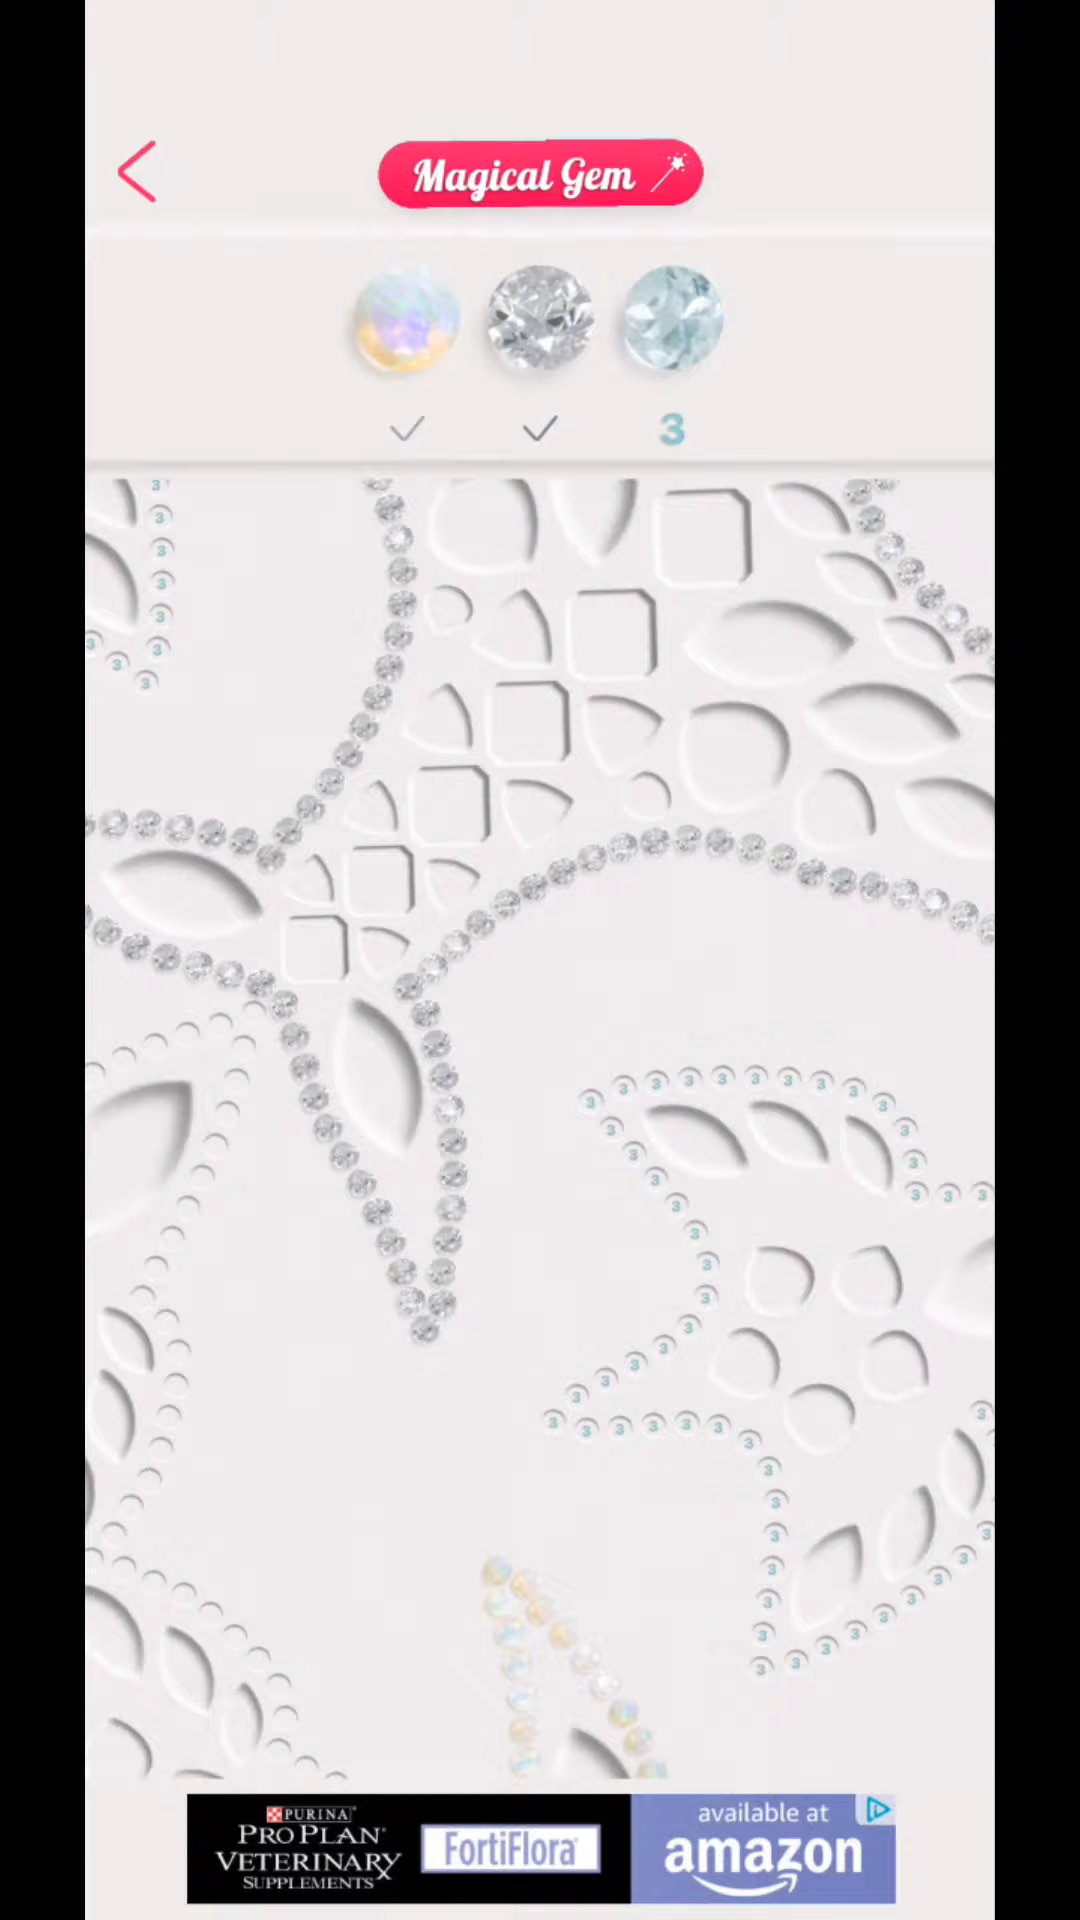 Magical Gem
3
PURINA
PRO PLAN
VETERINARY
SUPPLEMENTS
FortiFlora
available at
amazon